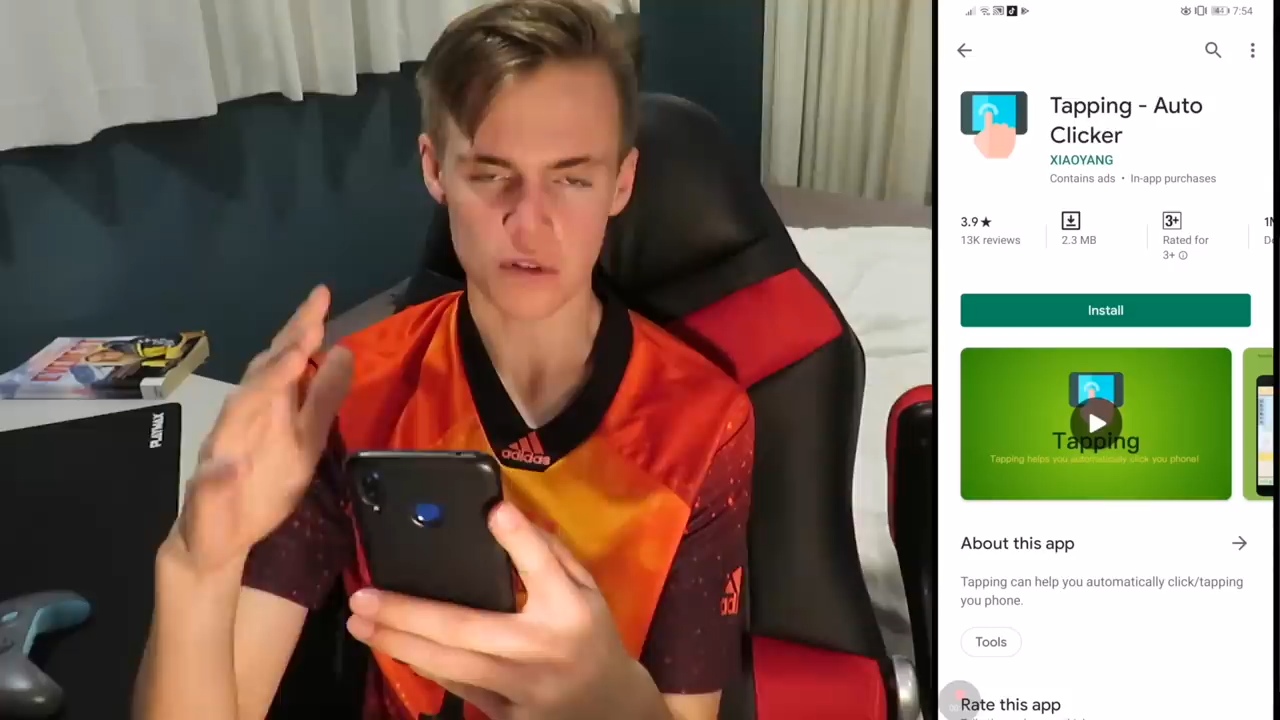 7:54
Tapping - Auto
Clicker
XIAOYANG
Contains ads • In-app purchases
3.9★
13K reviews
2.3 MB
3+
Rated for
3+
Install
Tapping
Tapping helps you automatically click you phone!
About this app
Tapping can help you automatically click/tapping
you phone.
Tools
Rate this app
PLAYMAX
adidas